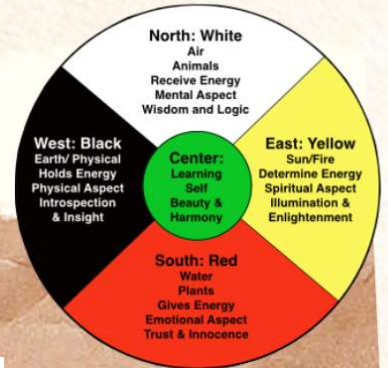 North: White
Air
Animals
Receive Energy
Mental Aspect
Wisdom and Logic
West: Black
Earth/ Physical
Holds Energy
Physical Aspect
Introspection
& Insight
Center:
Learning
Self
Beauty &
Harmony
East: Yellow
Sun/Fire
Determine Energy
Spiritual Aspect
Illumination &
Enlightenment
South: Red
Water
Plants
Gives Energy
Emotional Aspect
Trust & Innocence